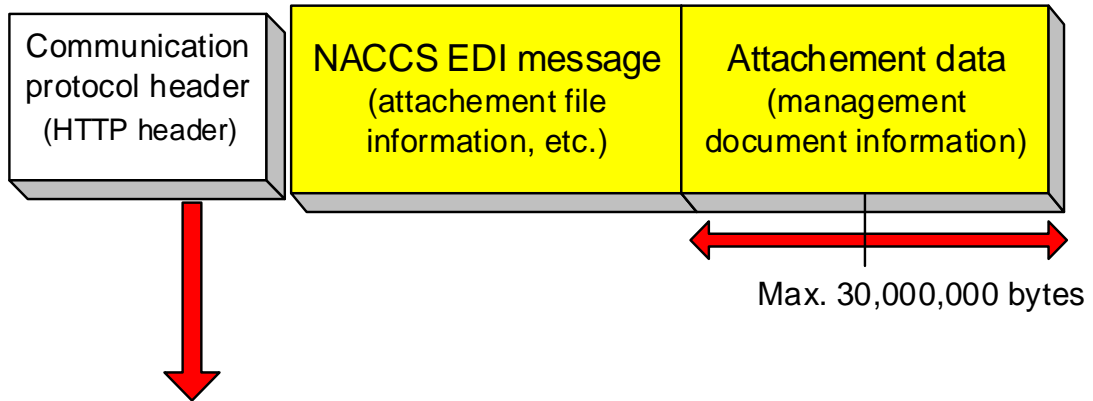 Communication
protocol header
(HTTP header)
NACCS EDI message
(attachement file
information, etc.)
Attachement data
(management
document information)
Max. 30,000,000 bytes